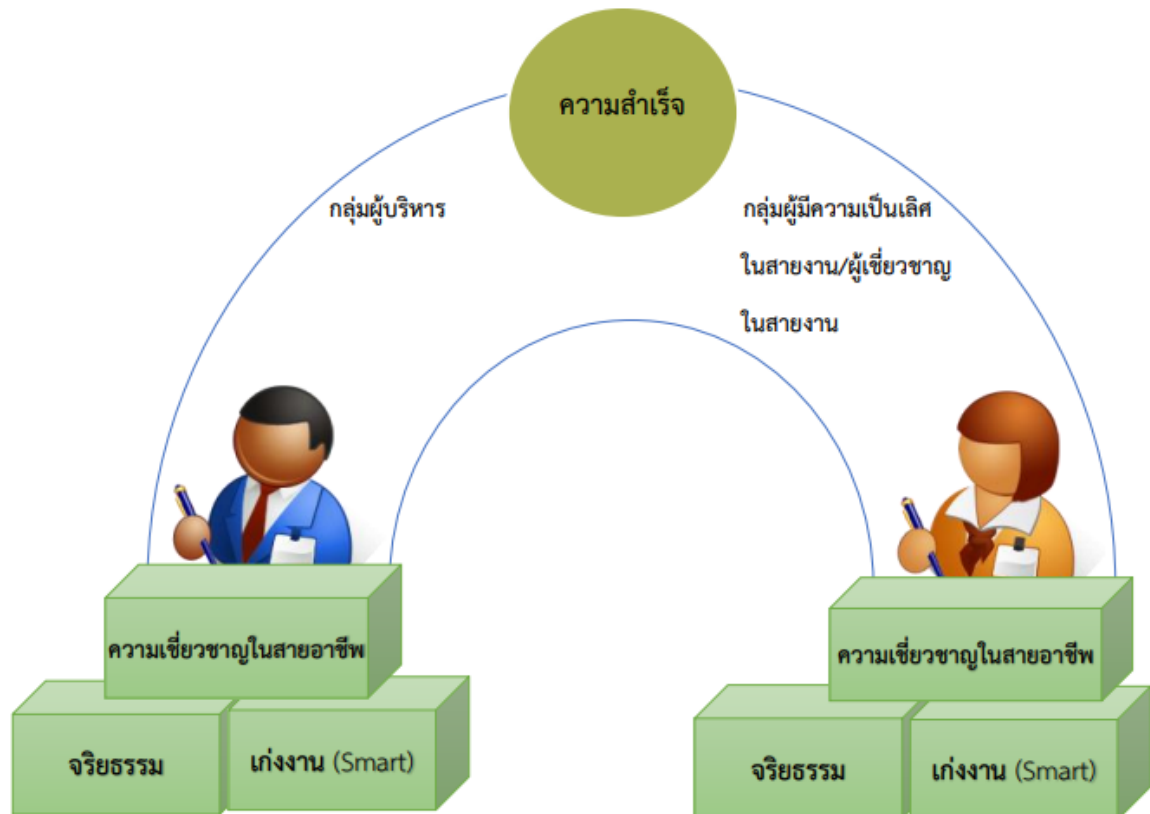 ความสำเร็จ
กลุ่มผู้บริหาร
กลุ่มผู้มีความเป็นเลิศ
ในสายงาน/ผู้เชี่ยวชาญ
ในสายงาน
ความเชี่ยวชาญในสายอาชีพ
จริยธรรม
เก่งงาน (Smart)
ความเชี่ยวชาญในสายอาชีพ
จริยธรรม
เก่งงาน (Smart)